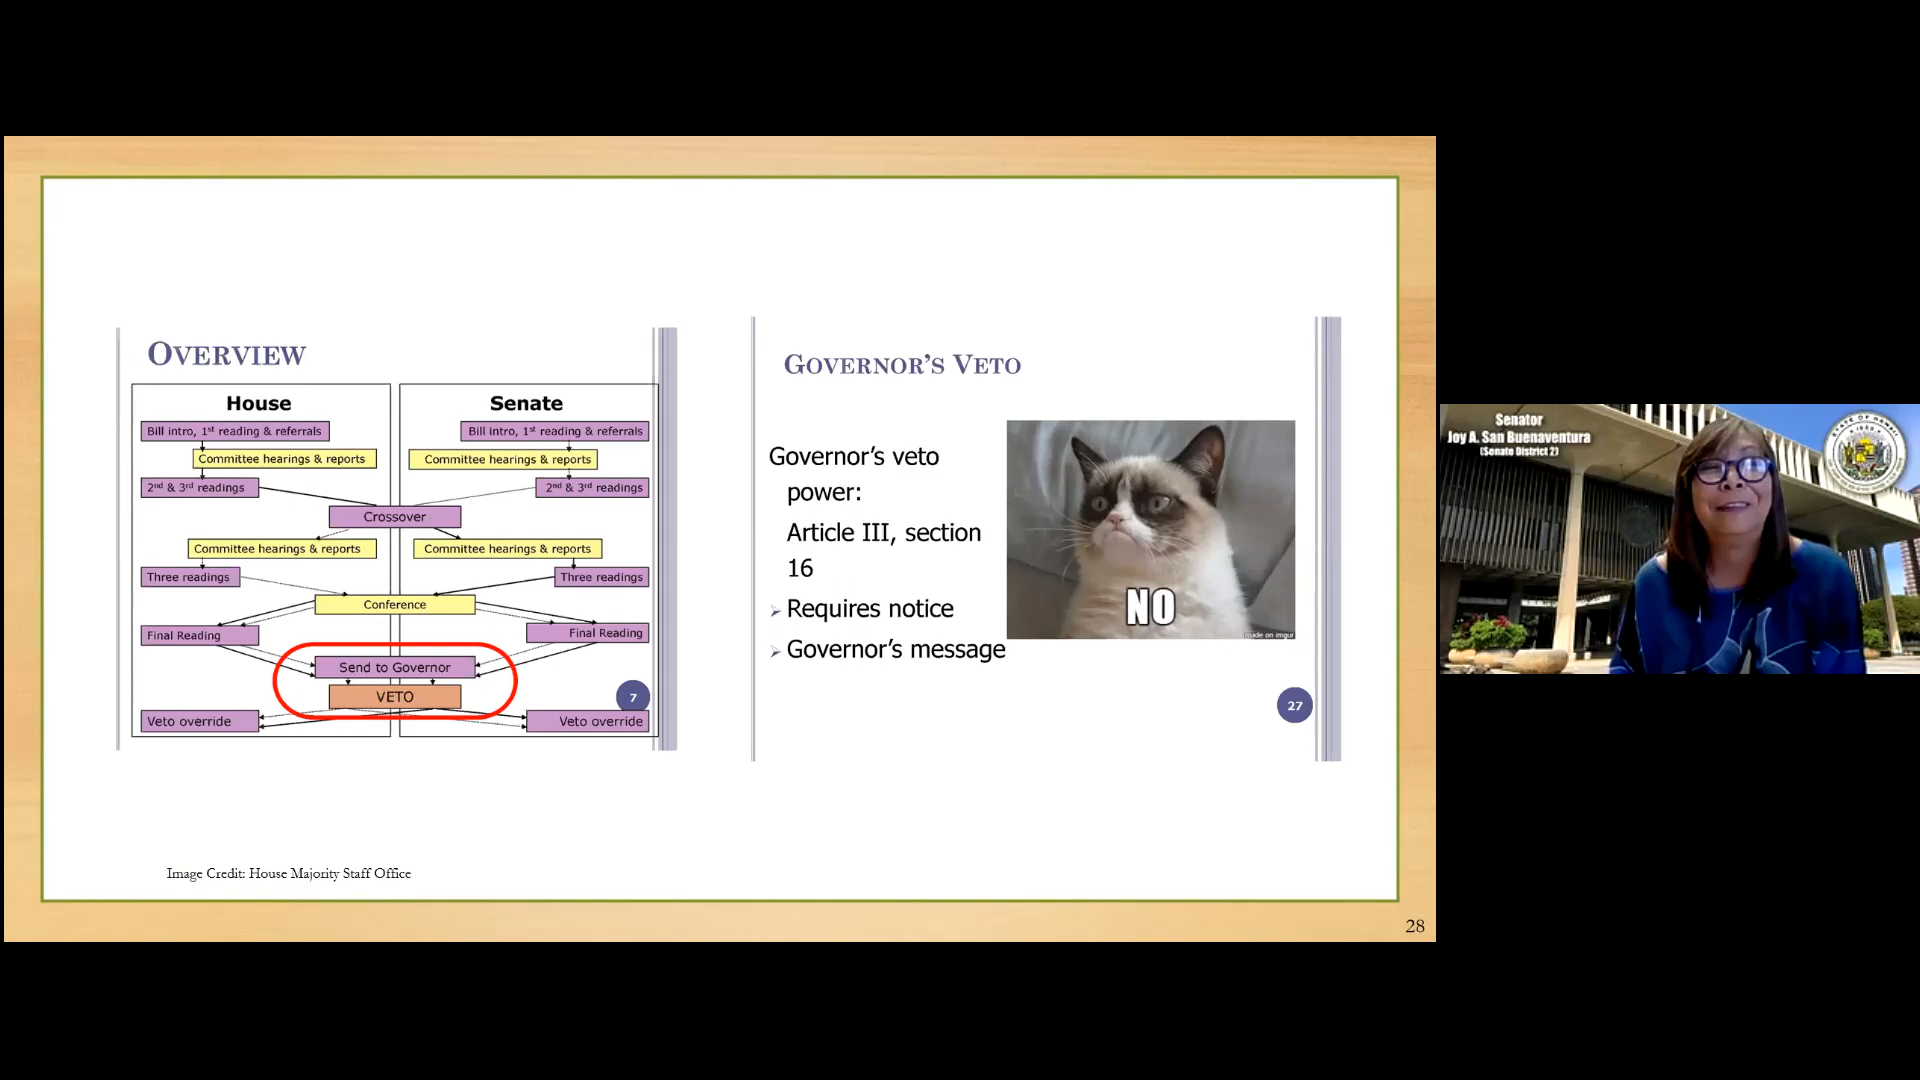 OVERVIEW
House
Senate
Bill intro, 1st reading & referrals
Bill intro, 1st reading & referrals
Committee hearings & reports
Committee hearings & reports
2nd & 3rd readings
2nd & 3rd readings
Crossover
Committee hearings & reports
Committee hearings & reports
Three readings
Three readings
Conference
Final Reading
Final Reading
Send to Governor
VETO
7
Veto override
Veto override
GOVERNOR'S VETO
Governor's veto
power:
Article III, section
16
➢ Requires notice
➢ Governor's message
NO
made on imgur
27
Image Credit: House Majority Staff Office
28
Senator
Joy A. San Buenaventura
(Senate District 2)
STATE OF HAWAII
1959